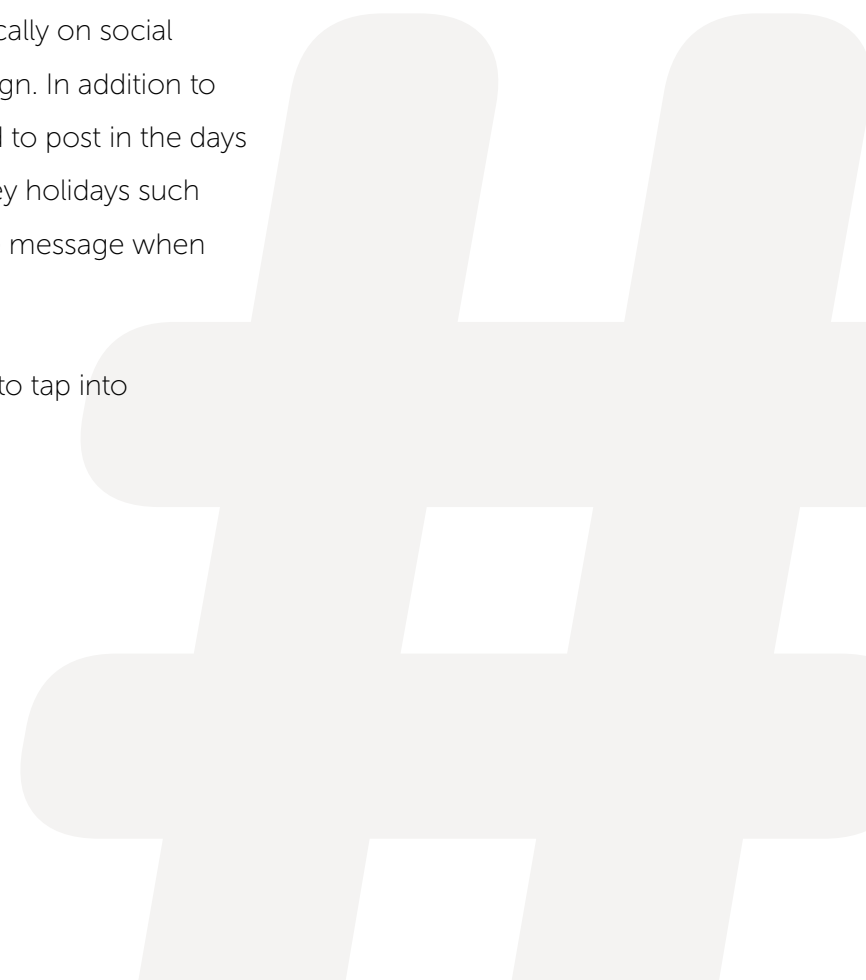 cally on social
gn. In addition to
to post in the days
ey holidays such
message when
to tap into
#